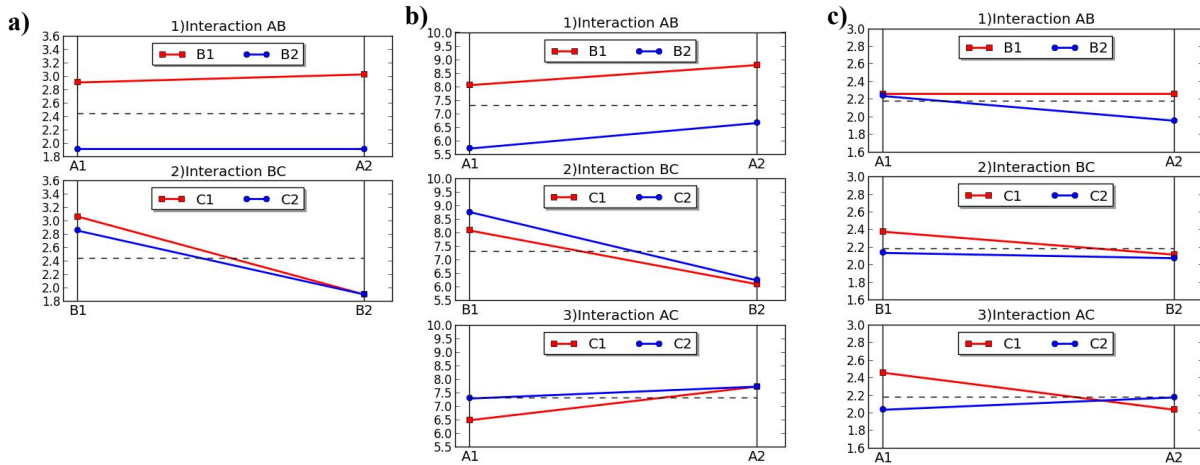 a)
1)Interaction AB
B1 B2
3.6
3.4
3.2
3.0
2.8
2.6
2.4
2.2
2.0
1.8
A1 A2
2)Interaction BC
C1 C2
3.6
3.4
3.2
3.0
2.8
2.6
2.4
2.2
2.0
1.8
B1 B2
b)
1)Interaction AB
B1 B2
10.0
9.5
9.0
8.5
8.0
7.5
7.0
6.5
6.0
5.5
A1 A2
2)Interaction BC
C1 C2
10.0
9.5
9.0
8.5
8.0
7.5
7.0
6.5
6.0
5.5
B1 B2
3)Interaction AC
C1 C2
10.0
9.5
9.0
8.5
8.0
7.5
7.0
6.5
6.0
5.5
A1 A2
c)
1)Interaction AB
B1 B2
3.0
2.8
2.6
2.4
2.2
2.0
1.8
1.6
A1 A2
2)Interaction BC
C1 C2
3.0
2.8
2.6
2.4
2.2
2.0
1.8
1.6
B1 B2
3)Interaction AC
C1 C2
3.0
2.8
2.6
2.4
2.2
2.0
1.8
1.6
A1 A2